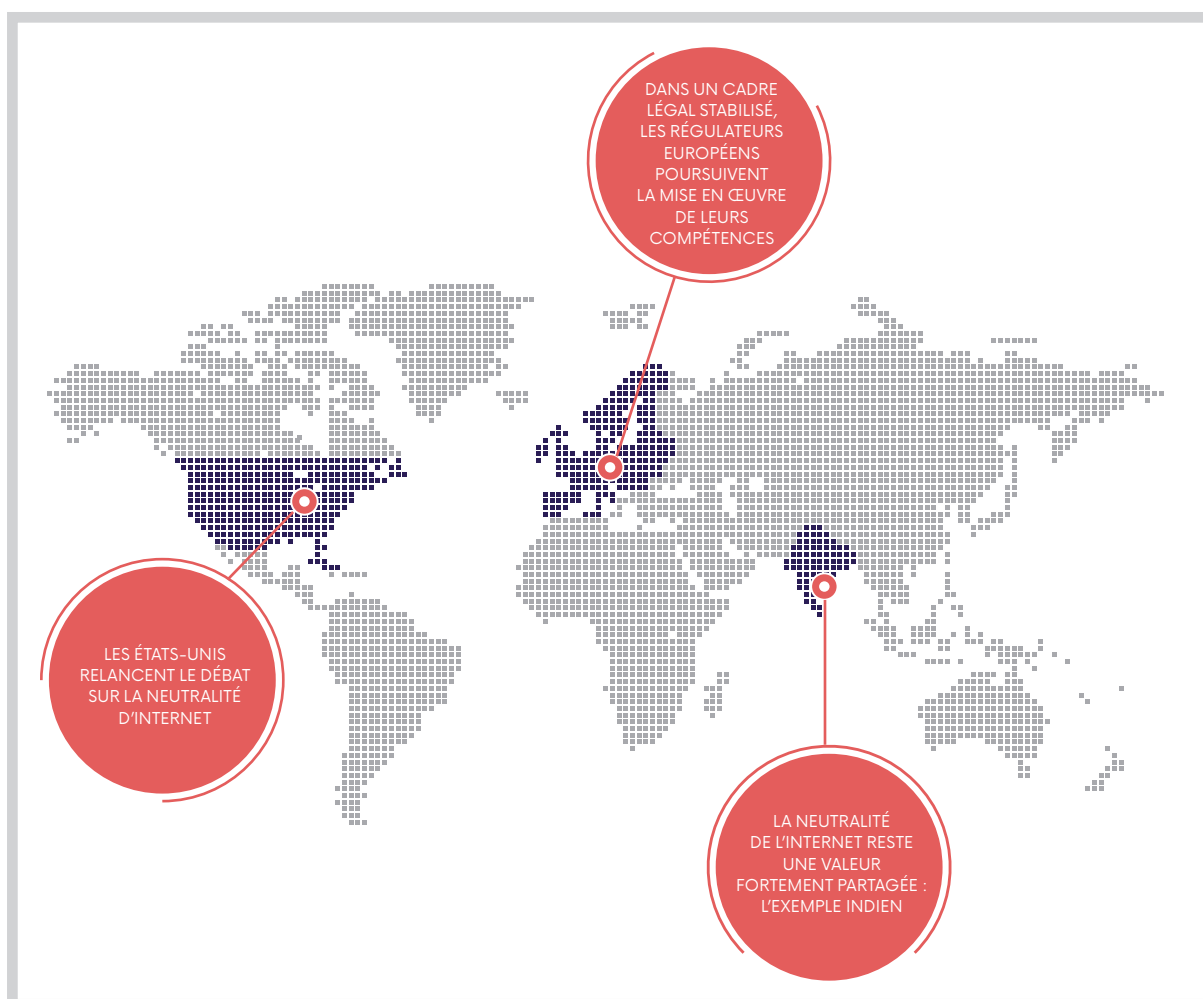 DANS UN CADRE
LÉGAL STABILISÉ,
LES RÉGULATEURS
EUROPÉENS
POURSUIVENT
LA MISE EN ŒUVRE
DE LEURS
COMPÉTENCES
LES ÉTATS-UNIS
RELANCENT LE DÉBAT
SUR LA NEUTRALITÉ
D'INTERNET
LA NEUTRALITÉ
DE L'INTERNET RESTE
UNE VALEUR
FORTEMENT PARTAGÉE :
L'EXEMPLE INDIEN